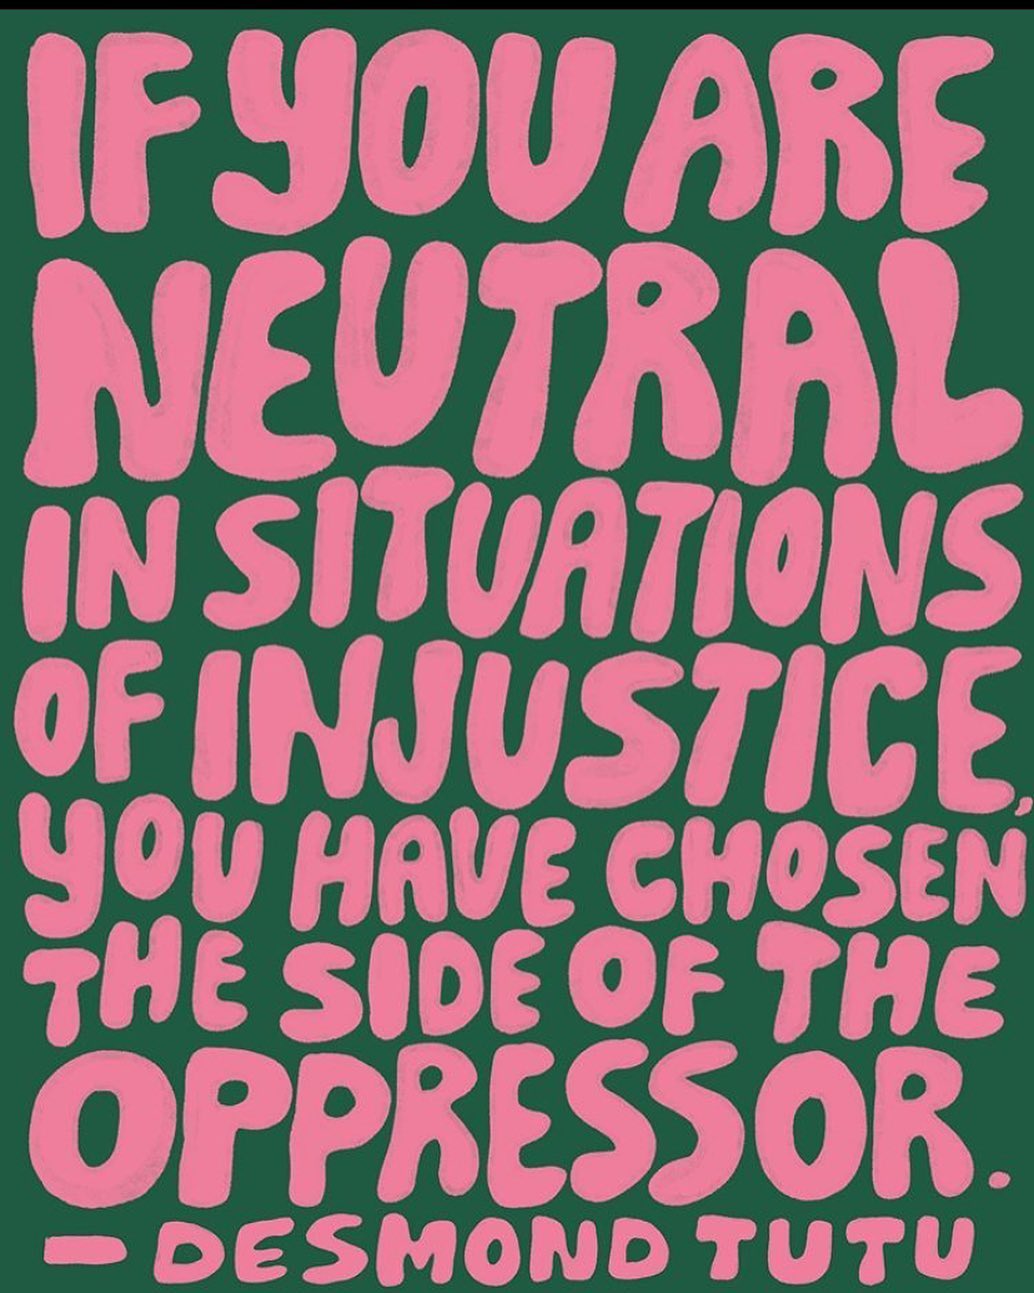 IF YOU ARE
NEUTRAL
IN SITUATIONS
OF INJUSTICE,
YOU HAVE CHOSEN
THE SIDE OF THE
OPPRESSOR.
— DESMOND TUTU